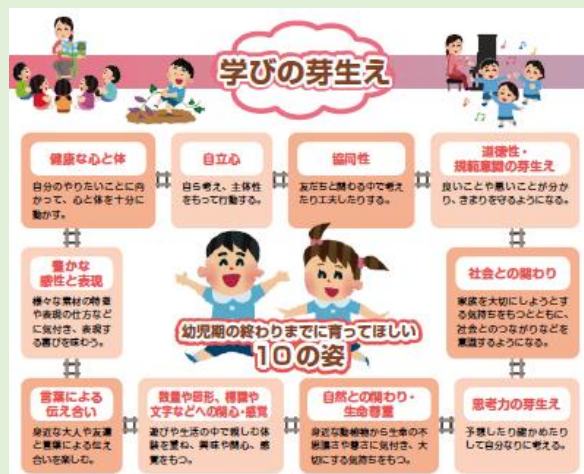 学びの芽生え
健康な心と体
自分のやりたいことに向
かって、心と体を十分に
動かす。
自立心
自ら考え、主体性
をもって行動する。
協同性
友だちと関わる中で考え
たり工夫したりする。
道徳性・
規範意識の芽生え
良いことや悪いことが分か
り、きまりを守るようになる。
社会との関わり
家族を大切にしようとす
る気持ちをもつとともに、
社会とのつながりなどを
意識するようになる。
思考力の芽生え
予想したり確かめたり
して自分なりに考える。
自然との関わり・
生命尊重
身近な動植物から生命の不
思議さや尊さに気付き、大
切にする気持ちをもつ。
数量や図形、標識や
文字などへの関心・感覚
遊びや生活の中で親しむ体
験を重ね、興味や関心、感
覚をもつ。
言葉による
伝え合い
身近な大人や友達
と言葉による伝え
合いを楽しむ。
豊かな
感性と表現
様々な素材の特徴
や表現の仕方など
に気付き、表現す
る喜びを味わう。
幼児期の終わりまでに育ってほしい
10の姿